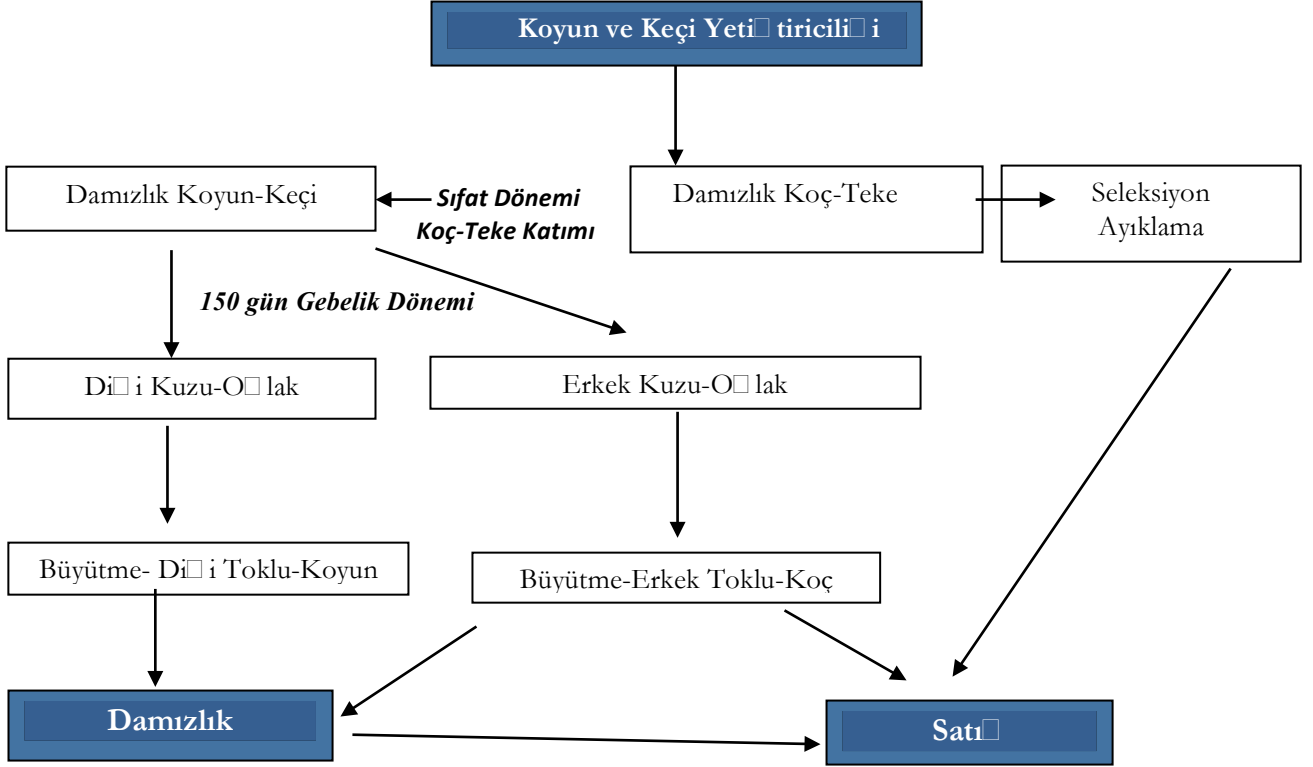 Koyun ve Keçi Yeti□ tiricili□ i
Damızlık Koyun-Keçi
Sıfat Dönemi
Koç-Teke Katımı
Damızlık Koç-Teke
Seleksiyon
Ayıklama
150 gün Gebelik Dönemi
Di□ i Kuzu-O□ lak
Erkek Kuzu-O□ lak
Büyütme- Di□ i Toklu-Koyun
Büyütme-Erkek Toklu-Koç
Damızlık
Satı□